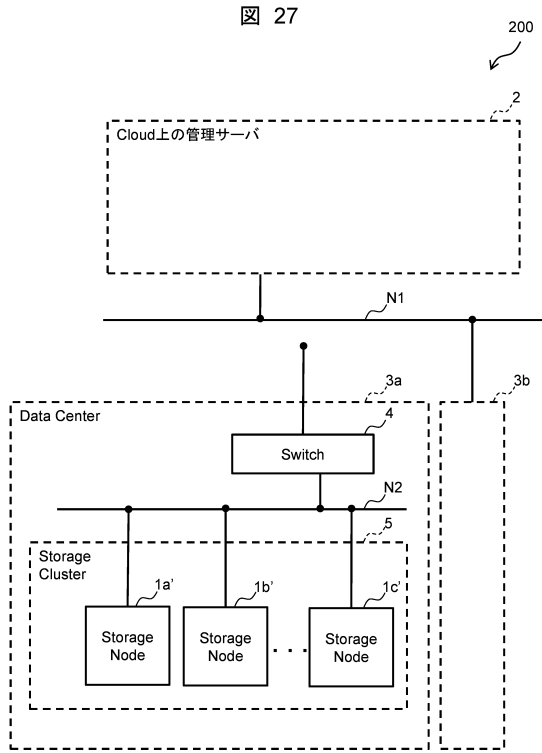 図 27
200
2
Cloud上の管理サーバ
N1
3a
3b
Data Center
4
Switch
N2
5
Storage
Cluster
1a’
1b’
1c’
Storage
Node
Storage
Node
. . .
Storage
Node